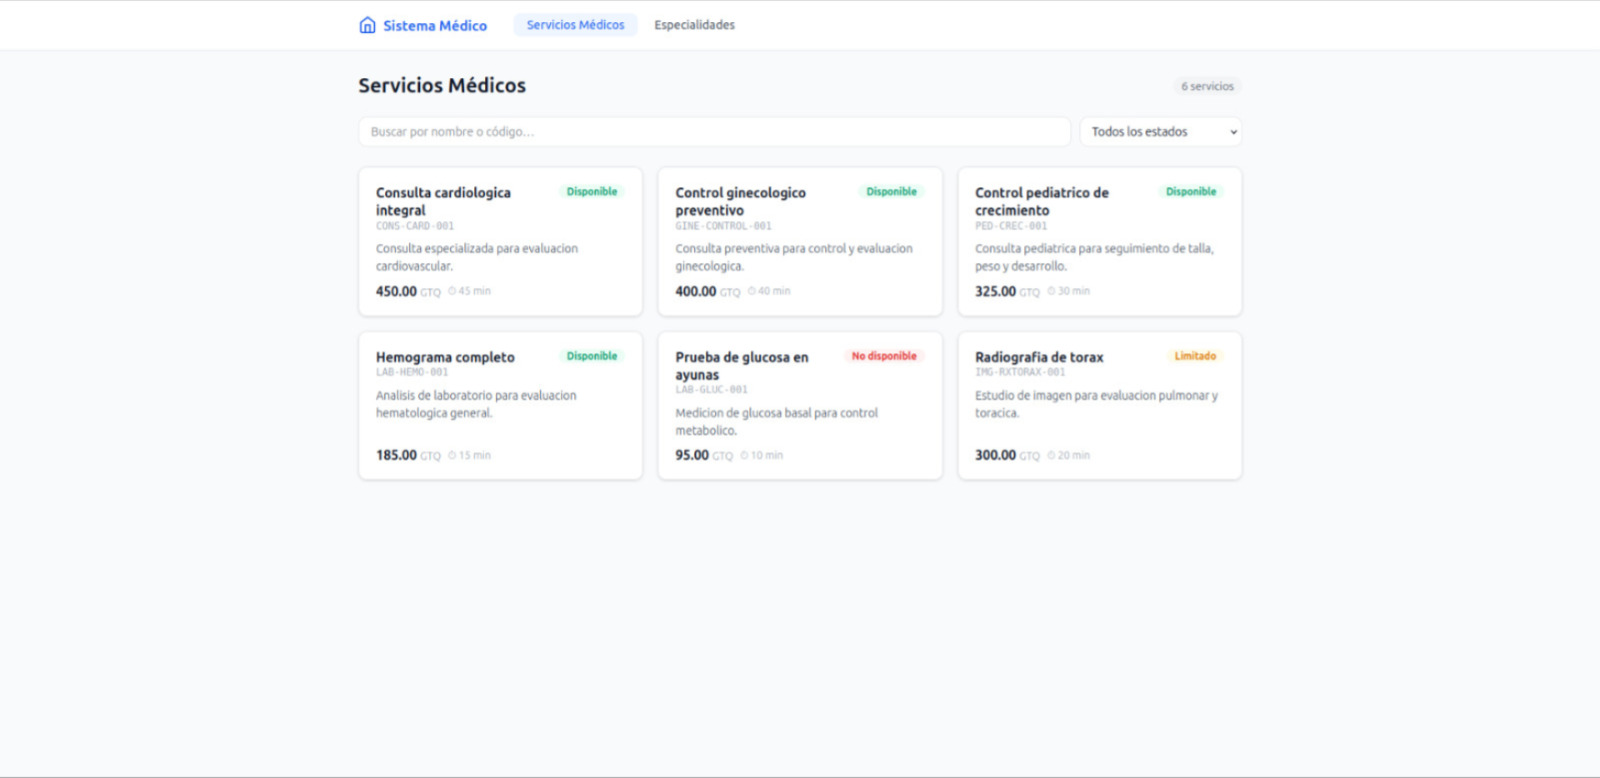 Sistema Médico
Servicios Médicos
Especialidades
Servicios Médicos
6 servicios
Buscar por nombre o código...
Todos los estados
Consulta cardiologica
integral
Disponible
CONS-CARD-001
Consulta especializada para evaluacion
cardiovascular.
450.00 GTQ 45 min
Control ginecologico
preventivo
Disponible
GINE-CONTROL-001
Consulta preventiva para control y evaluacion
ginecologica.
400.00 GTQ 40 min
Control pediatrico de
crecimiento
Disponible
PED-CREC-001
Consulta pediatrica para seguimiento de talla,
peso y desarrollo.
325.00 GTQ 30 min
Hemograma completo
Disponible
LAB-HEMO-001
Analisis de laboratorio para evaluacion
hematologica general.
185.00 GTQ 15 min
Prueba de glucosa en
ayunas
No disponible
LAB-GLUC-001
Medicion de glucosa basal para control
metabolico.
95.00 GTQ 10 min
Radiografia de torax
Limitado
IMG-RXTORAX-001
Estudio de imagen para evaluacion pulmonar y
toracica.
300.00 GTQ 20 min